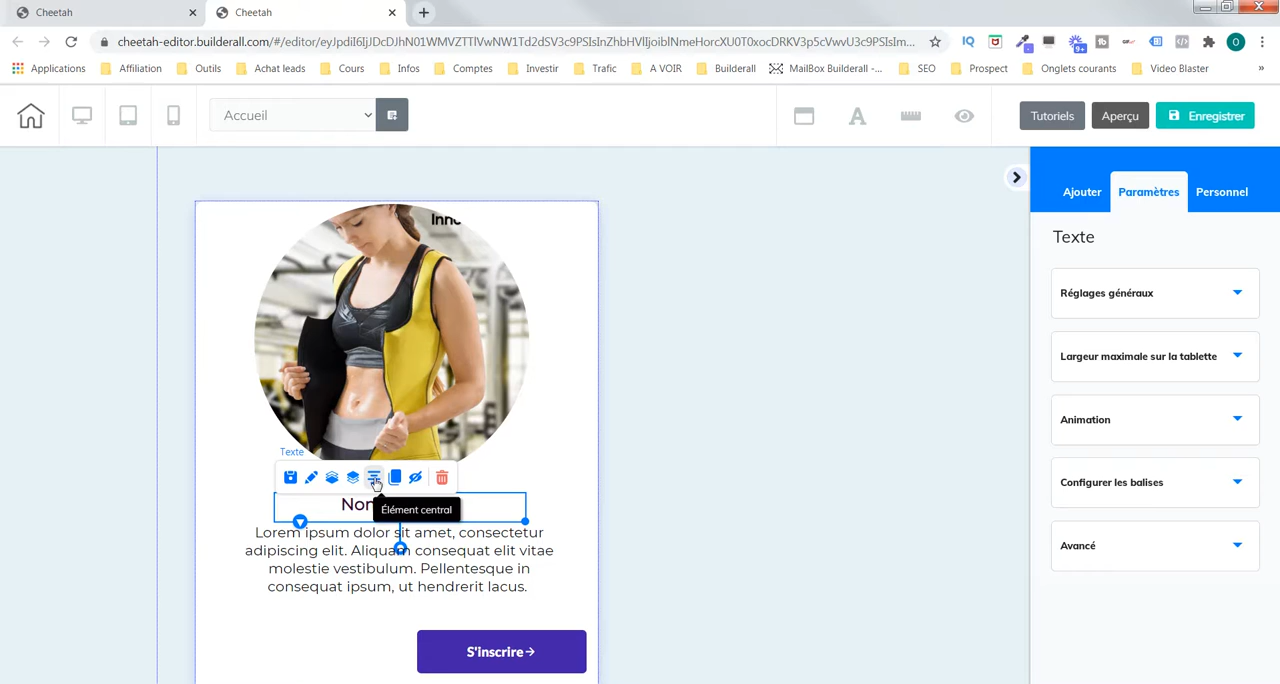 Cheetah
Cheetah
cheetah-editor.builderall.com/#/editor/eyJpdiI6IjJDcDJhN01WMVZTTlVwNW1Td2dSV3c9PSIsInZhbHVlIjoiblNmeHorcXU0T0xocDRKV3p5cVwvU3c9PSIsIm...
IQ
9+
O
Applications
Affiliation
Outils
Achat leads
Cours
Infos
Comptes
Investir
Trafic
A VOIR
Builderall
MailBox Builderall -...
SEO
Prospect
Onglets courants
Video Blaster
»
Accueil
A
Tutoriels
Aperçu
Enregistrer
Ajouter
Paramètres
Personnel
Texte
Réglages généraux
Largeur maximale sur la tablette
Animation
Configurer les balises
Avancé
Texte
Élément central
Lorem ipsum dolor sit amet, consectetur
adipiscing elit. Aliquam consequat elit vitae
molestie vestibulum. Pellentesque in
consequat ipsum, ut hendrerit lacus.
S'inscrire→